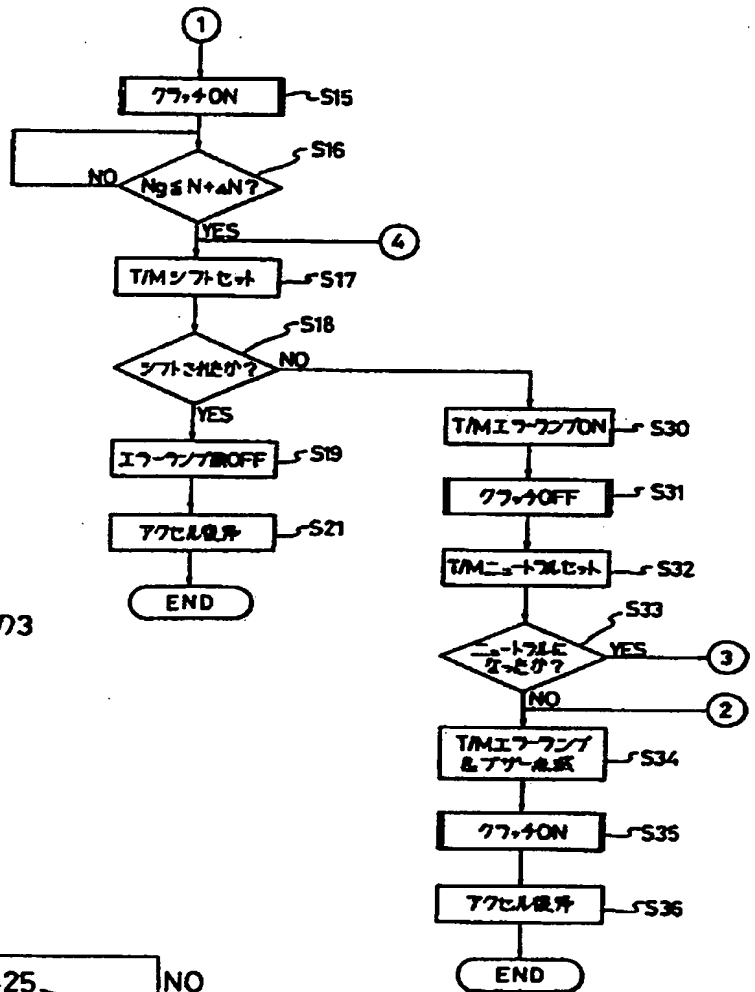 1
クラッチON
S15
S16
NO
Ng≦N+ΔN?
YES
4
T/Mシフトセット
S17
S18
シフトされたか?
NO
YES
T/MエラーランプON
S30
エラーランプ OFF
S19
クラッチOFF
S31
アクセル復帰
S21
T/Mニュートラルセット
S32
END
S33
の3
ニュートラルに
なったか?
YES
3
NO
2
T/Mエラーランプ
&ブザー点滅
S34
クラッチON
S35
アクセル復帰
S36
25
NO
END